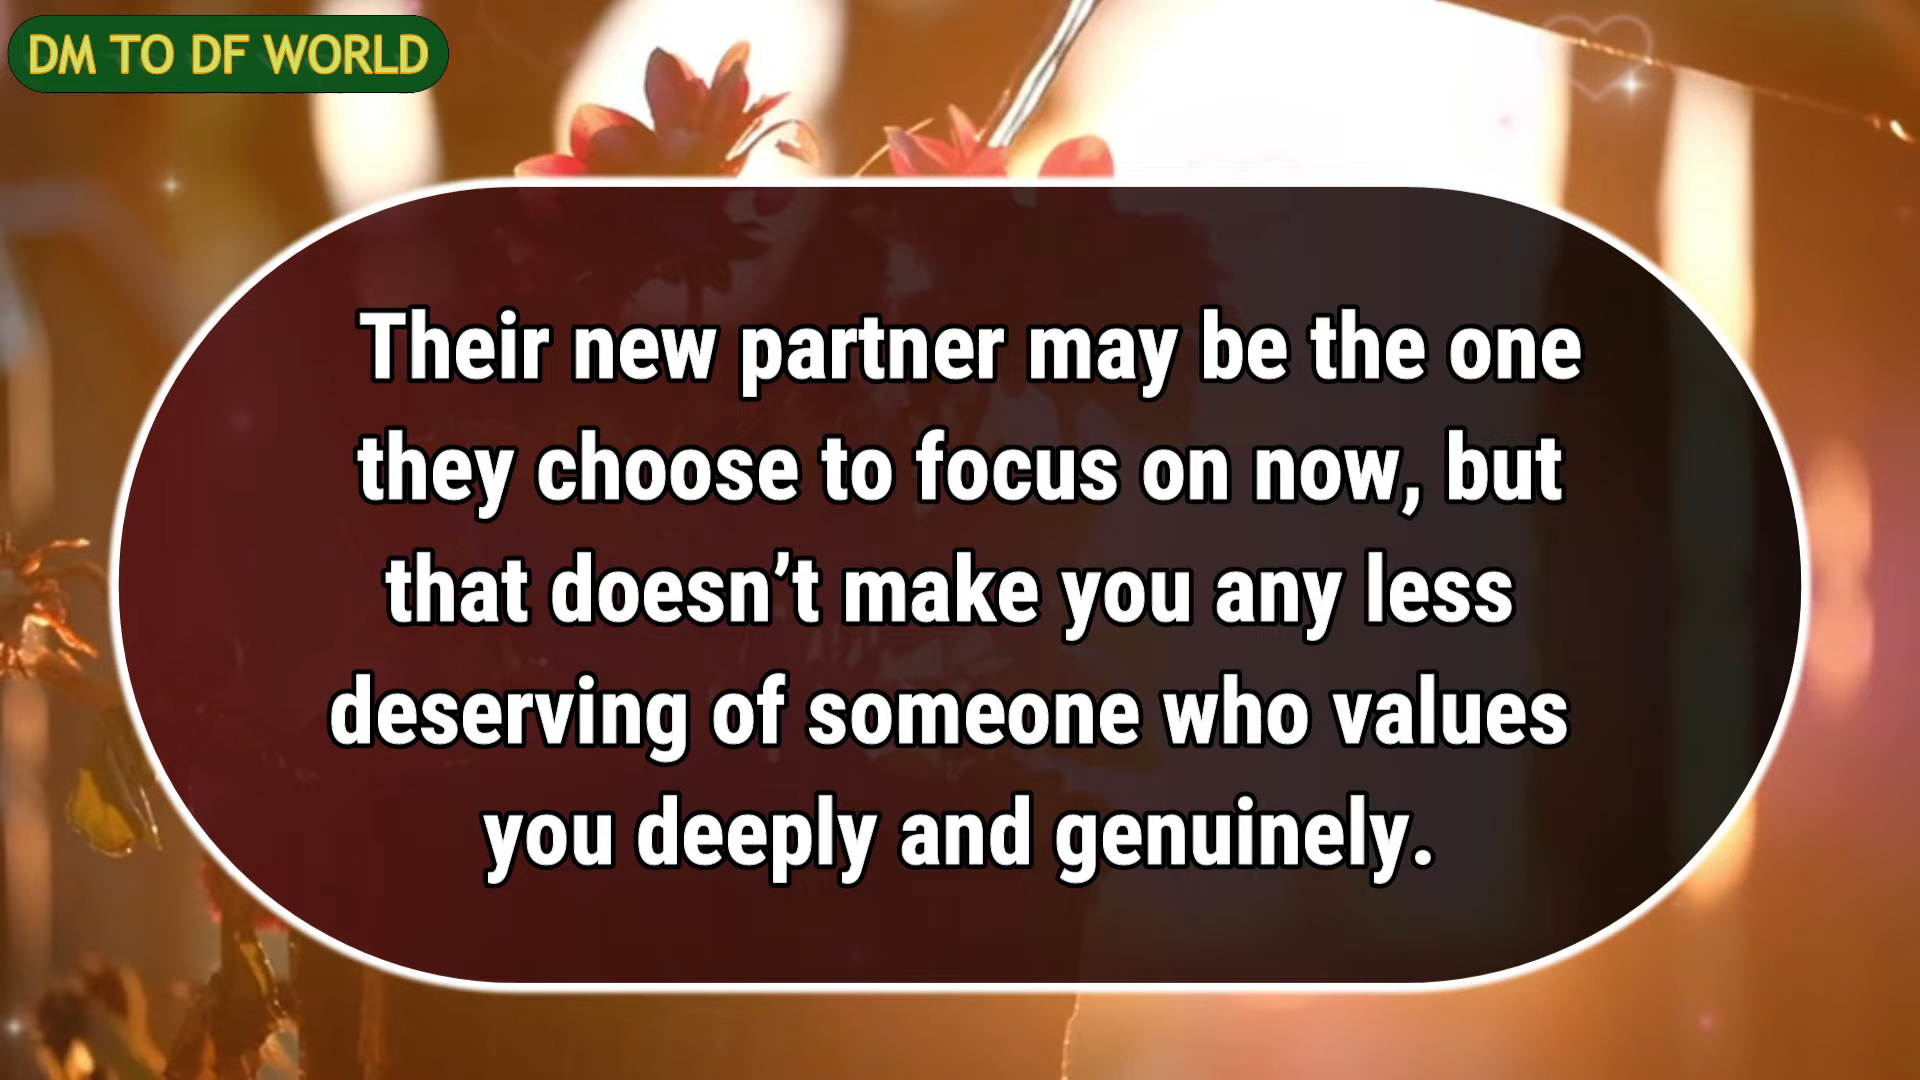 DM TO DF WORLD
Their new partner may be the one
they choose to focus on now, but
that doesn’t make you any less
deserving of someone who values
you deeply and genuinely.